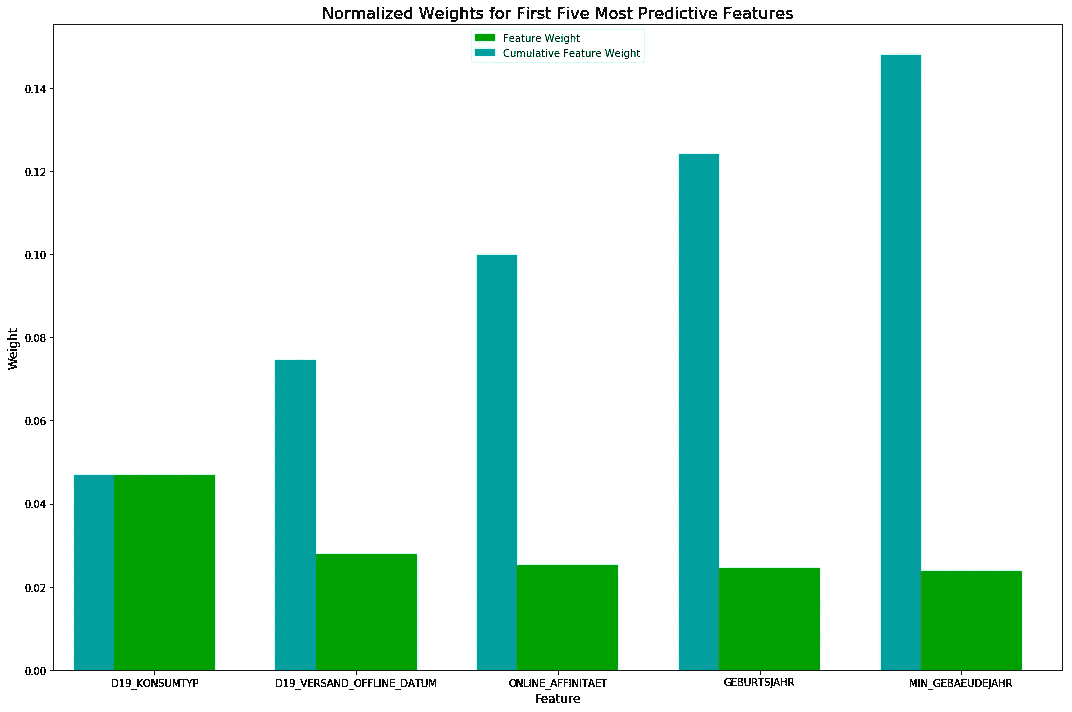 Normalized Weights for First Five Most Predictive Features
Feature Weight
Cumulative Feature Weight
0.14
0.12
0.10
0.08
0.06
0.04
0.02
0.00
Weight
D19_KONSUMTYP
D19_VERSAND_OFFLINE_DATUM
ONLINE_AFFINITAET
GEBURTSJAHR
MIN_GEBAEUDEJAHR
Feature